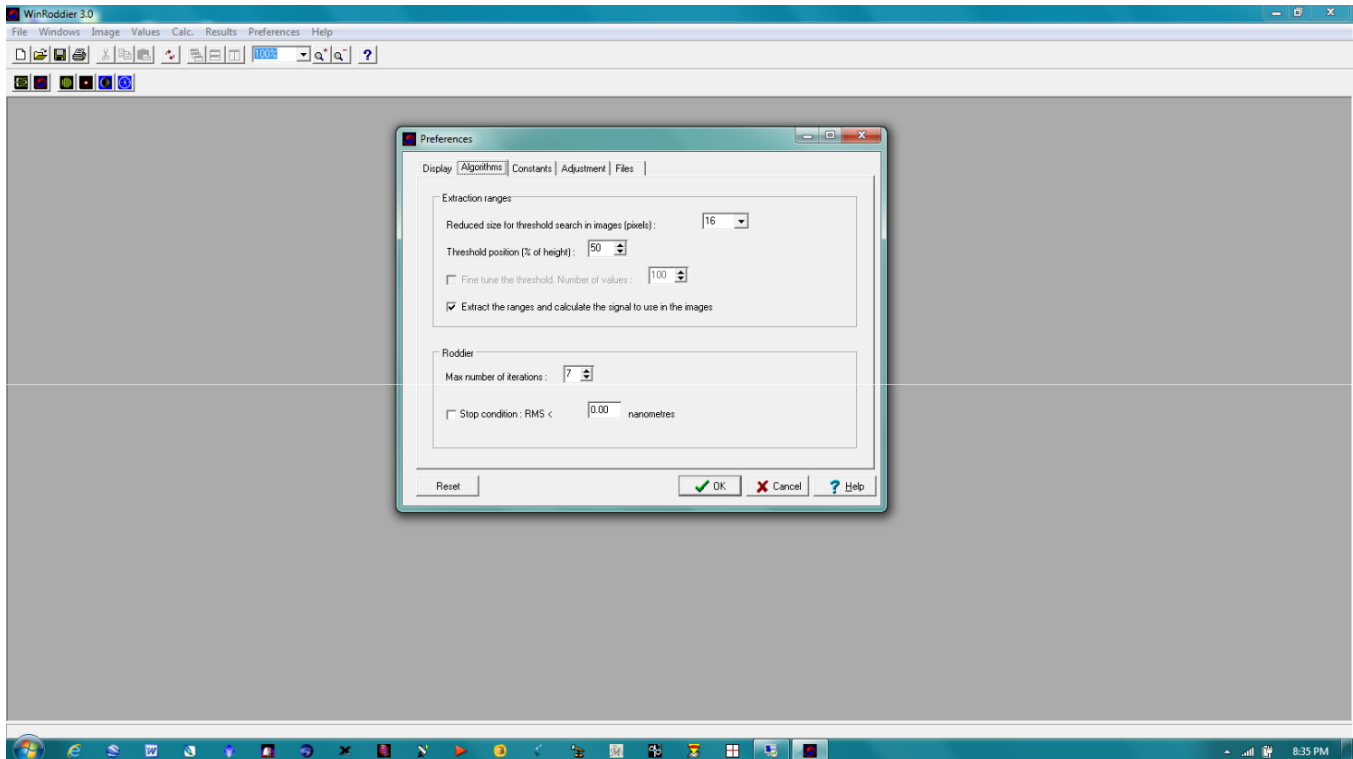 WinRoddier 3.0
File Windows Image Values Calc. Results Preferences Help
100%
Preferences
Display Algorithms Constants Adjustment Files
Extraction ranges
Reduced size for threshold search in images (pixels) : 16
Threshold position (% of height) : 50
Fine tune the threshold. Number of values : 100
Extract the ranges and calculate the signal to use in the images
Roddier
Max number of iterations : 7
Stop condition : RMS < 0.00 nanometres
Reset OK Cancel Help
8:35 PM